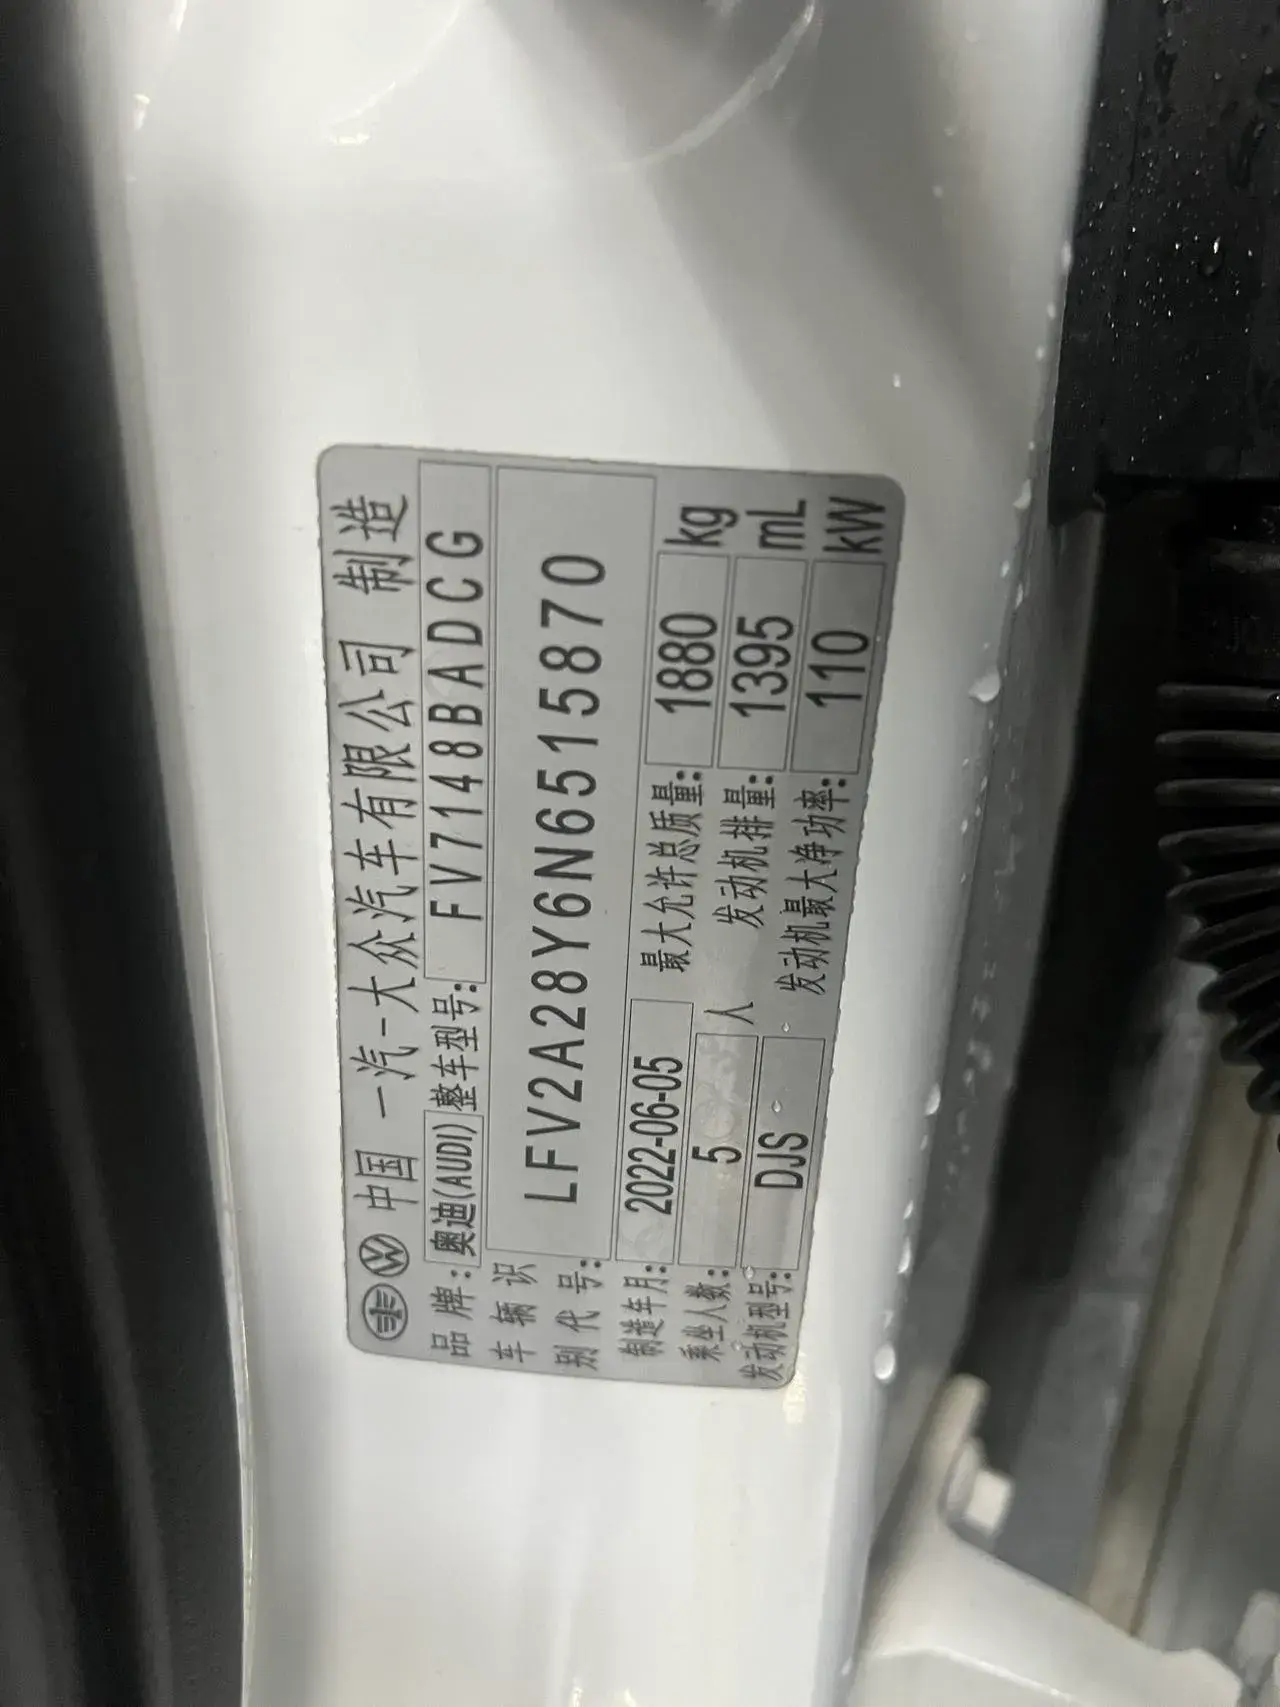 中国 一汽-大众汽车有限公司 制造
品牌: 奥迪(AUDI) 整车型号: FV7148BADCG
车辆识别代号: LFV2A28Y6N6515870
制造年月: 2022-06-05 最大允许总质量: 1880 kg
乘坐人数: 5 人 发动机排量: 1395 mL
发动机型号: DJS 发动机最大净功率: 110 kW